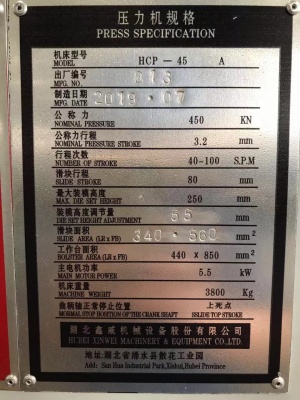 压力机规格
PRESS SPECIFICATION
机床型号 HCP-45 A
MODEL
出厂编号
MFG. NO.
制造日期 2019.07
MFG. DATE
公称力 450 KN
NOMINAL PRESSURE
公称力行程 3.2 mm
NOMINAL PRESSURE STROKE
行程次数 40-100 S.P.M
NUMBER OF STROKE
滑块行程 80 mm
SLIDE STROKE
最大装模高度 250 mm
MAX. DIE SET HEIGHT
装模高度调节量 55 mm
DIE SET HEIGHT ADJUSTMENT
滑块面积 340·560 mm²
SLIDE AREA (LR x FB)
工作台面积 440 x 850 mm²
BOLSTER AREA (LR x FB)
主电机功率 5.5 kW
MAIN MOTOR POWER
机床重量 3800 Kg
MACHINE WEIGHT
曲柄轴正常停止位置 上死点
NORMAL STOP POSITION OF THE CRANK SHAFT SSLIDE TOP STROKE
湖北鑫威机械设备股份有限公司
HUBEI XINWEI MACHINERY & EQUIPMENT CO.,LTD.
地址:湖北省浠水县散花工业园
Add: San Hua Industrial Park,Xishui,Hubei Province